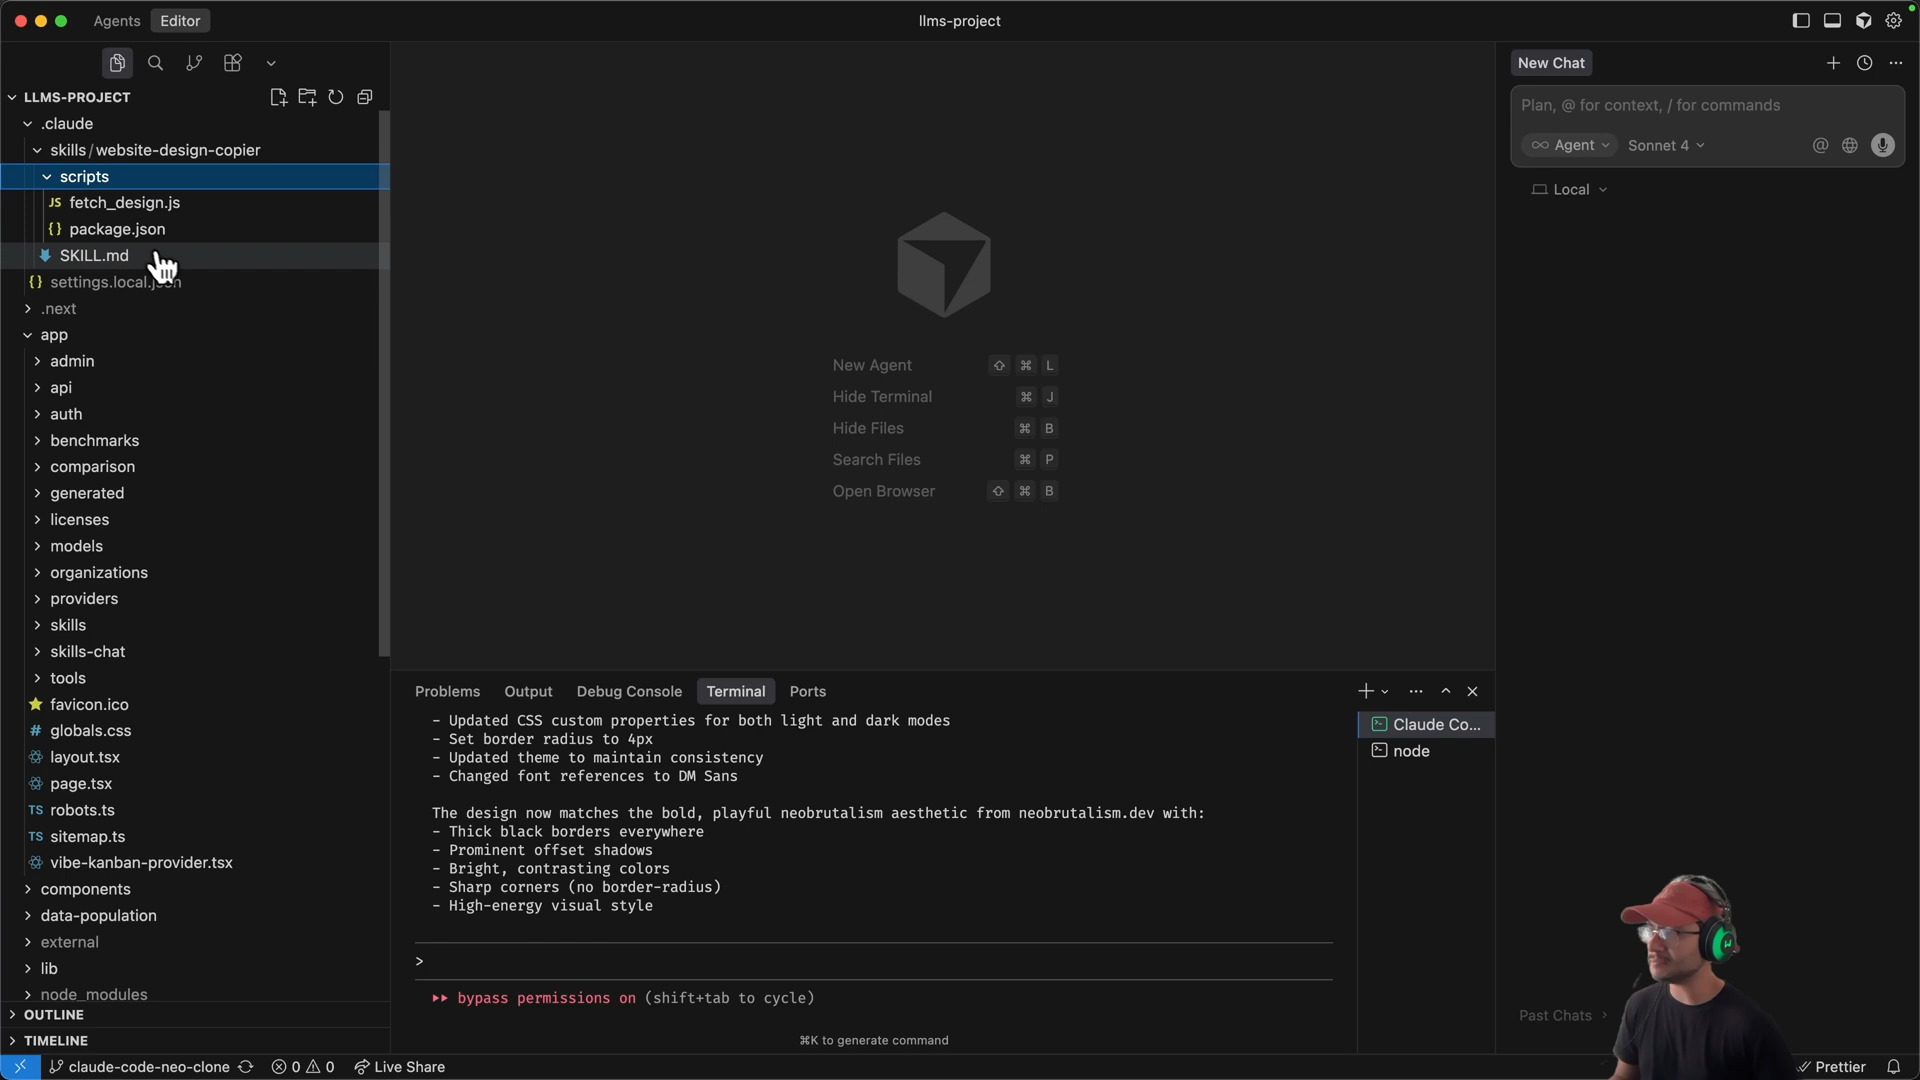 Agents Editor
llms-project
LLMS-PROJECT
.claude
skills/website-design-copier
scripts
JS fetch_design.js
{} package.json
SKILL.md
{} settings.local.json
.next
app
admin
api
auth
benchmarks
comparison
generated
licenses
models
organizations
providers
skills
skills-chat
tools
favicon.ico
# globals.css
layout.tsx
page.tsx
TS robots.ts
TS sitemap.ts
vibe-kanban-provider.tsx
components
data-population
external
lib
node_modules
OUTLINE
TIMELINE
New Agent ⇧ ⌘ L
Hide Terminal ⌘ J
Hide Files ⌘ B
Search Files ⌘ P
Open Browser ⇧ ⌘ B
Problems Output Debug Console Terminal Ports
- Updated CSS custom properties for both light and dark modes
- Set border radius to 4px
- Updated theme to maintain consistency
- Changed font references to DM Sans
The design now matches the bold, playful neobrutalism aesthetic from neobrutalism.dev with:
- Thick black borders everywhere
- Prominent offset shadows
- Bright, contrasting colors
- Sharp corners (no border-radius)
- High-energy visual style
>
bypass permissions on (shift+tab to cycle)
⌘K to generate command
Claude Co...
node
New Chat
Plan, @ for context, / for commands
∞ Agent Sonnet 4 @
Local
Past Chats
claude-code-neo-clone 0 0 Live Share
Prettier